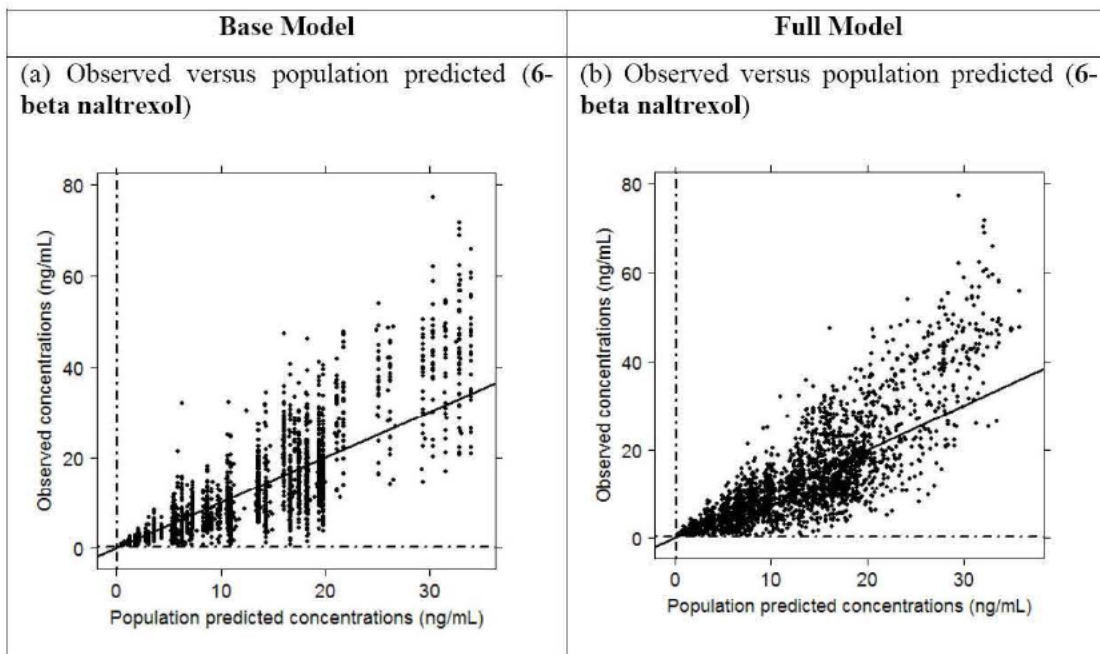 Base Model
Full Model
(a) Observed versus population predicted (6-
beta naltrexol)
(b) Observed versus population predicted (6-
beta naltrexol)
80
60
40
20
0
Observed concentrations (ng/mL)
0 10 20 30
Population predicted concentrations (ng/mL)
80
60
40
20
0
Observed concentrations (ng/mL)
0 10 20 30
Population predicted concentrations (ng/mL)